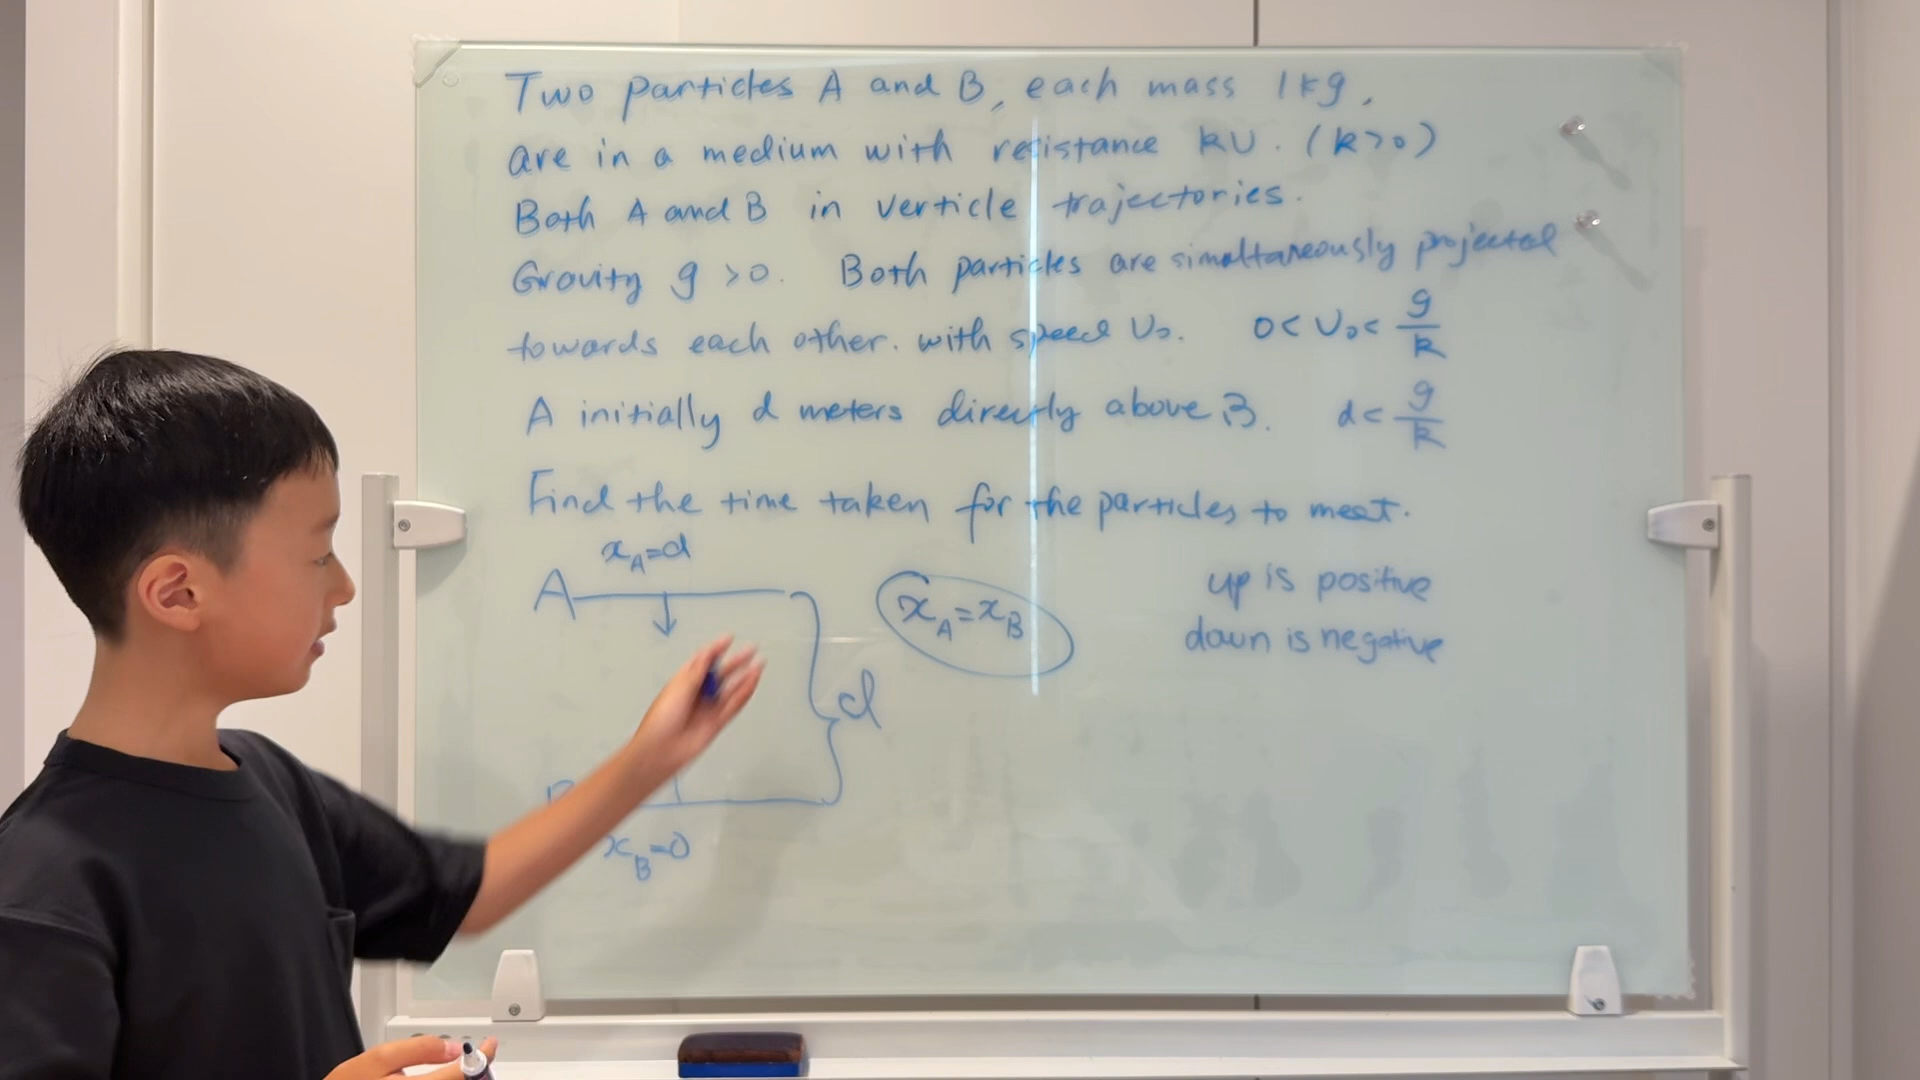 Two particles A and B, each mass 1kg,
are in a medium with resistance kv. (k>0)
Both A and B in verticle trajectories.
Gravity g >0. Both particles are simultaneously projected
towards each other. with speed U₀. 0< U₀< g/k
A initially d meters directly above B. d< g/k
Find the time taken for the particles to meet.
x_A=d
A
x_A=x_B
up is positive
down is negative
d
x_B=0